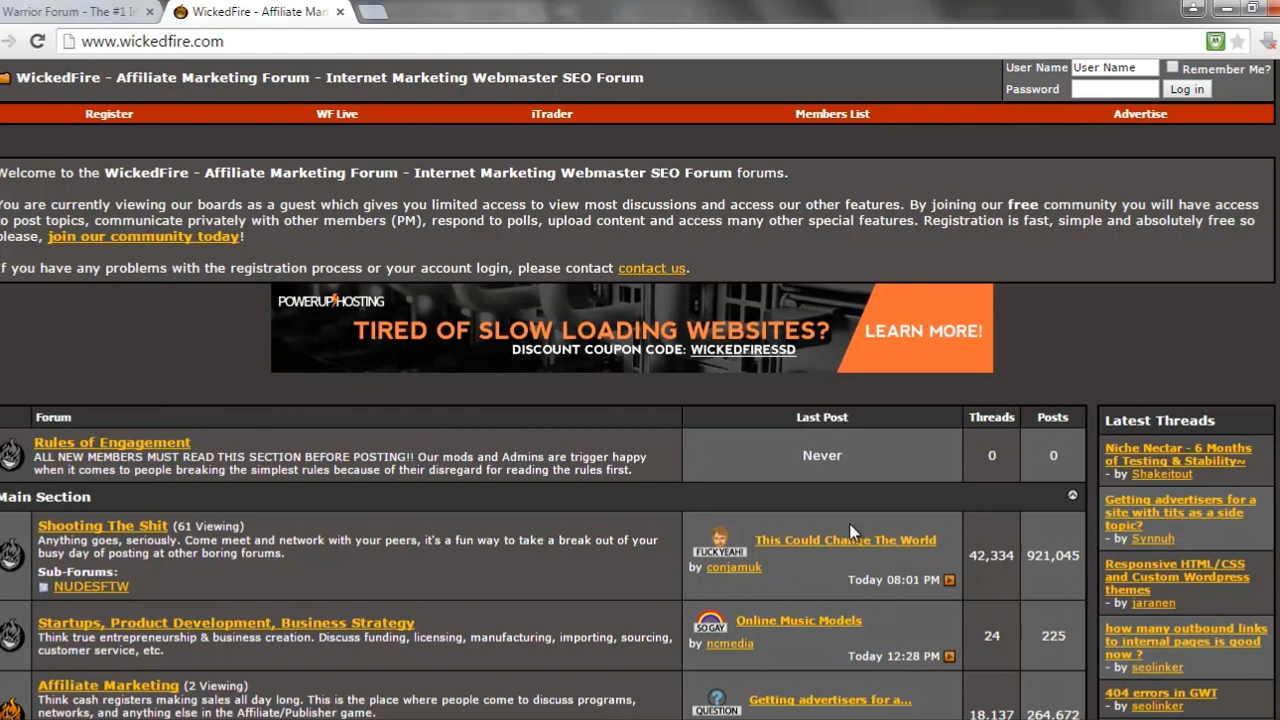 Warrior Forum - The #1 In
WickedFire - Affiliate Mar
www.wickedfire.com
WickedFire - Affiliate Marketing Forum - Internet Marketing Webmaster SEO Forum
User Name User Name Remember Me?
Password Log in
Register WF Live iTrader Members List Advertise
Welcome to the WickedFire - Affiliate Marketing Forum - Internet Marketing Webmaster SEO Forum forums.
You are currently viewing our boards as a guest which gives you limited access to view most discussions and access our other features. By joining our free community you will have access
to post topics, communicate privately with other members (PM), respond to polls, upload content and access many other special features. Registration is fast, simple and absolutely free so
please, join our community today!
If you have any problems with the registration process or your account login, please contact contact us.
POWERUPHOSTING
TIRED OF SLOW LOADING WEBSITES?
DISCOUNT COUPON CODE: WICKEDFIRESSD
LEARN MORE!
Forum Last Post Threads Posts
Rules of Engagement
ALL NEW MEMBERS MUST READ THIS SECTION BEFORE POSTING!! Our mods and Admins are trigger happy
when it comes to people breaking the simplest rules because of their disregard for reading the rules first.
Never 0 0
Main Section
Shooting The Shit (61 Viewing)
Anything goes, seriously. Come meet and network with your peers, it's a fun way to take a break out of your
busy day of posting at other boring forums.
Sub-Forums:
NUDESFTW
FUCK YEAH!
This Could Change The World
by conjamuk
Today 08:01 PM
42,334 921,045
Startups, Product Development, Business Strategy
Think true entrepreneurship & business creation. Discuss funding, licensing, manufacturing, importing, sourcing,
customer service, etc.
SO GAY
Online Music Models
by ncmedia
Today 12:28 PM
24 225
Affiliate Marketing (2 Viewing)
Think cash registers making sales all day long. This is the place where people come to discuss programs,
networks, and anything else in the Affiliate/Publisher game.
QUESTION
Getting advertisers for a...
18,137 264,672
Latest Threads
Niche Nectar - 6 Months
of Testing & Stability~
- by Shakeitout
Getting advertisers for a
site with tits as a side
topic?
- by Synnuh
Responsive HTML/CSS
and Custom Wordpress
themes
- by jaranen
how many outbound links
to internal pages is good
now ?
- by seolinker
404 errors in GWT
- by seolinker